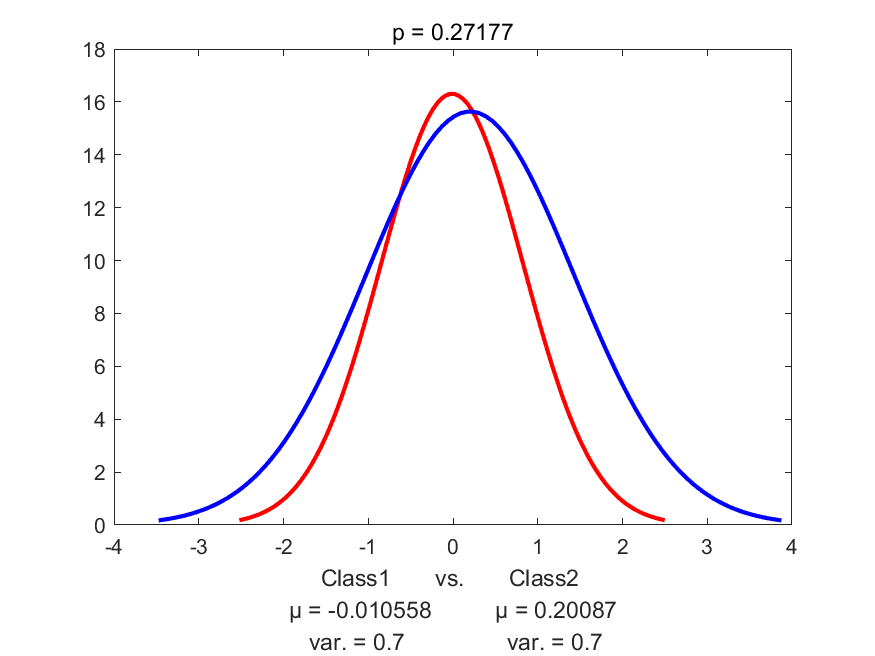 p = 0.27177
18
16
14
12
10
8
6
4
2
0
-4 -3 -2 -1 0 1 2 3 4
Class1 vs. Class2
μ = -0.010558 μ = 0.20087
var. = 0.7 var. = 0.7